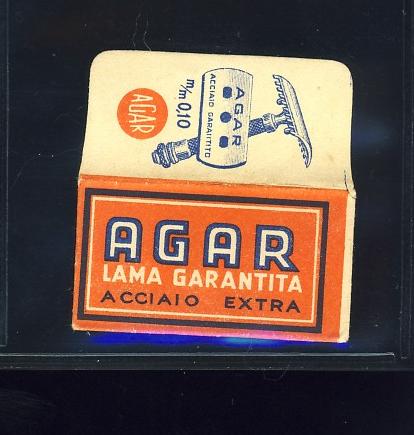 AGAR
m/m 0,10
ACCIAIO GARANTITO
AGAR
AGAR
LAMA GARANTITA
ACCIAIO EXTRA